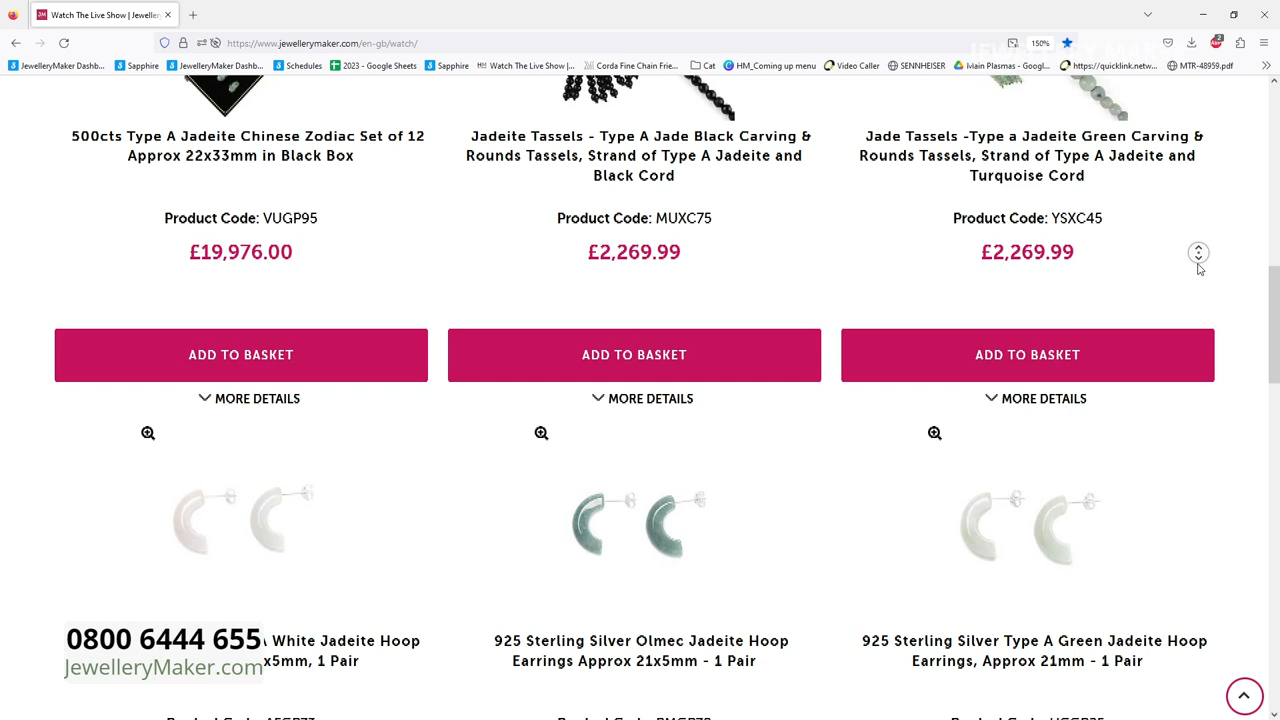 Watch The Live Show | Jeweller
https://www.jewellerymaker.com/en-gb/watch/
150%
2
JewelleryMaker Dashb...
Sapphire
JewelleryMaker Dashb...
Schedules
2023 - Google Sheets
Sapphire
Watch The Live Show |...
Corda Fine Chain Frie...
Cat
HM_Coming up menu
Video Caller
SENNHEISER
Iviain Plasmas - Googl...
https://quicklink.netw...
MTR-48959.pdf
500cts Type A Jadeite Chinese Zodiac Set of 12
Approx 22x33mm in Black Box
Product Code: VUGP95
£19,976.00
ADD TO BASKET
MORE DETAILS
Jadeite Tassels - Type A Jade Black Carving &
Rounds Tassels, Strand of Type A Jadeite and
Black Cord
Product Code: MUXC75
£2,269.99
ADD TO BASKET
MORE DETAILS
Jade Tassels -Type a Jadeite Green Carving &
Rounds Tassels, Strand of Type A Jadeite and
Turquoise Cord
Product Code: YSXC45
£2,269.99
ADD TO BASKET
MORE DETAILS
White Jadeite Hoop
x5mm, 1 Pair
925 Sterling Silver Olmec Jadeite Hoop
Earrings Approx 21x5mm - 1 Pair
925 Sterling Silver Type A Green Jadeite Hoop
Earrings, Approx 21mm - 1 Pair
0800 6444 655
JewelleryMaker.com